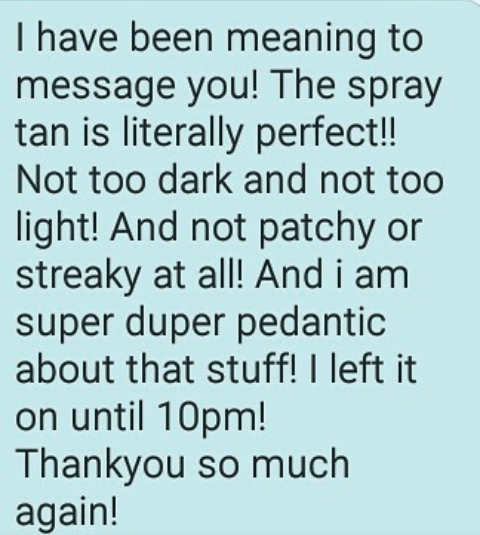 I have been meaning to
message you! The spray
tan is literally perfect!!
Not too dark and not too
light! And not patchy or
streaky at all! And i am
super duper pedantic
about that stuff! I left it
on until 10pm!
Thankyou so much
again!